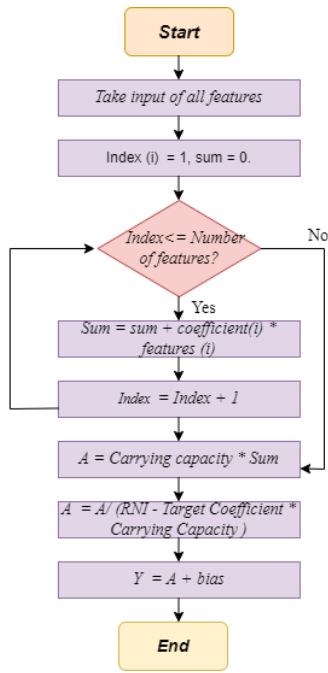 Start
Take input of all features
Index (i) = 1, sum = 0.
Index<= Number
of features?
No
Yes
Sum = sum + coefficient(i) *
features (i)
Index = Index + 1
A = Carrying capacity * Sum
A = A/ (RNI - Target Coefficient *
Carrying Capacity )
Y = A + bias
End